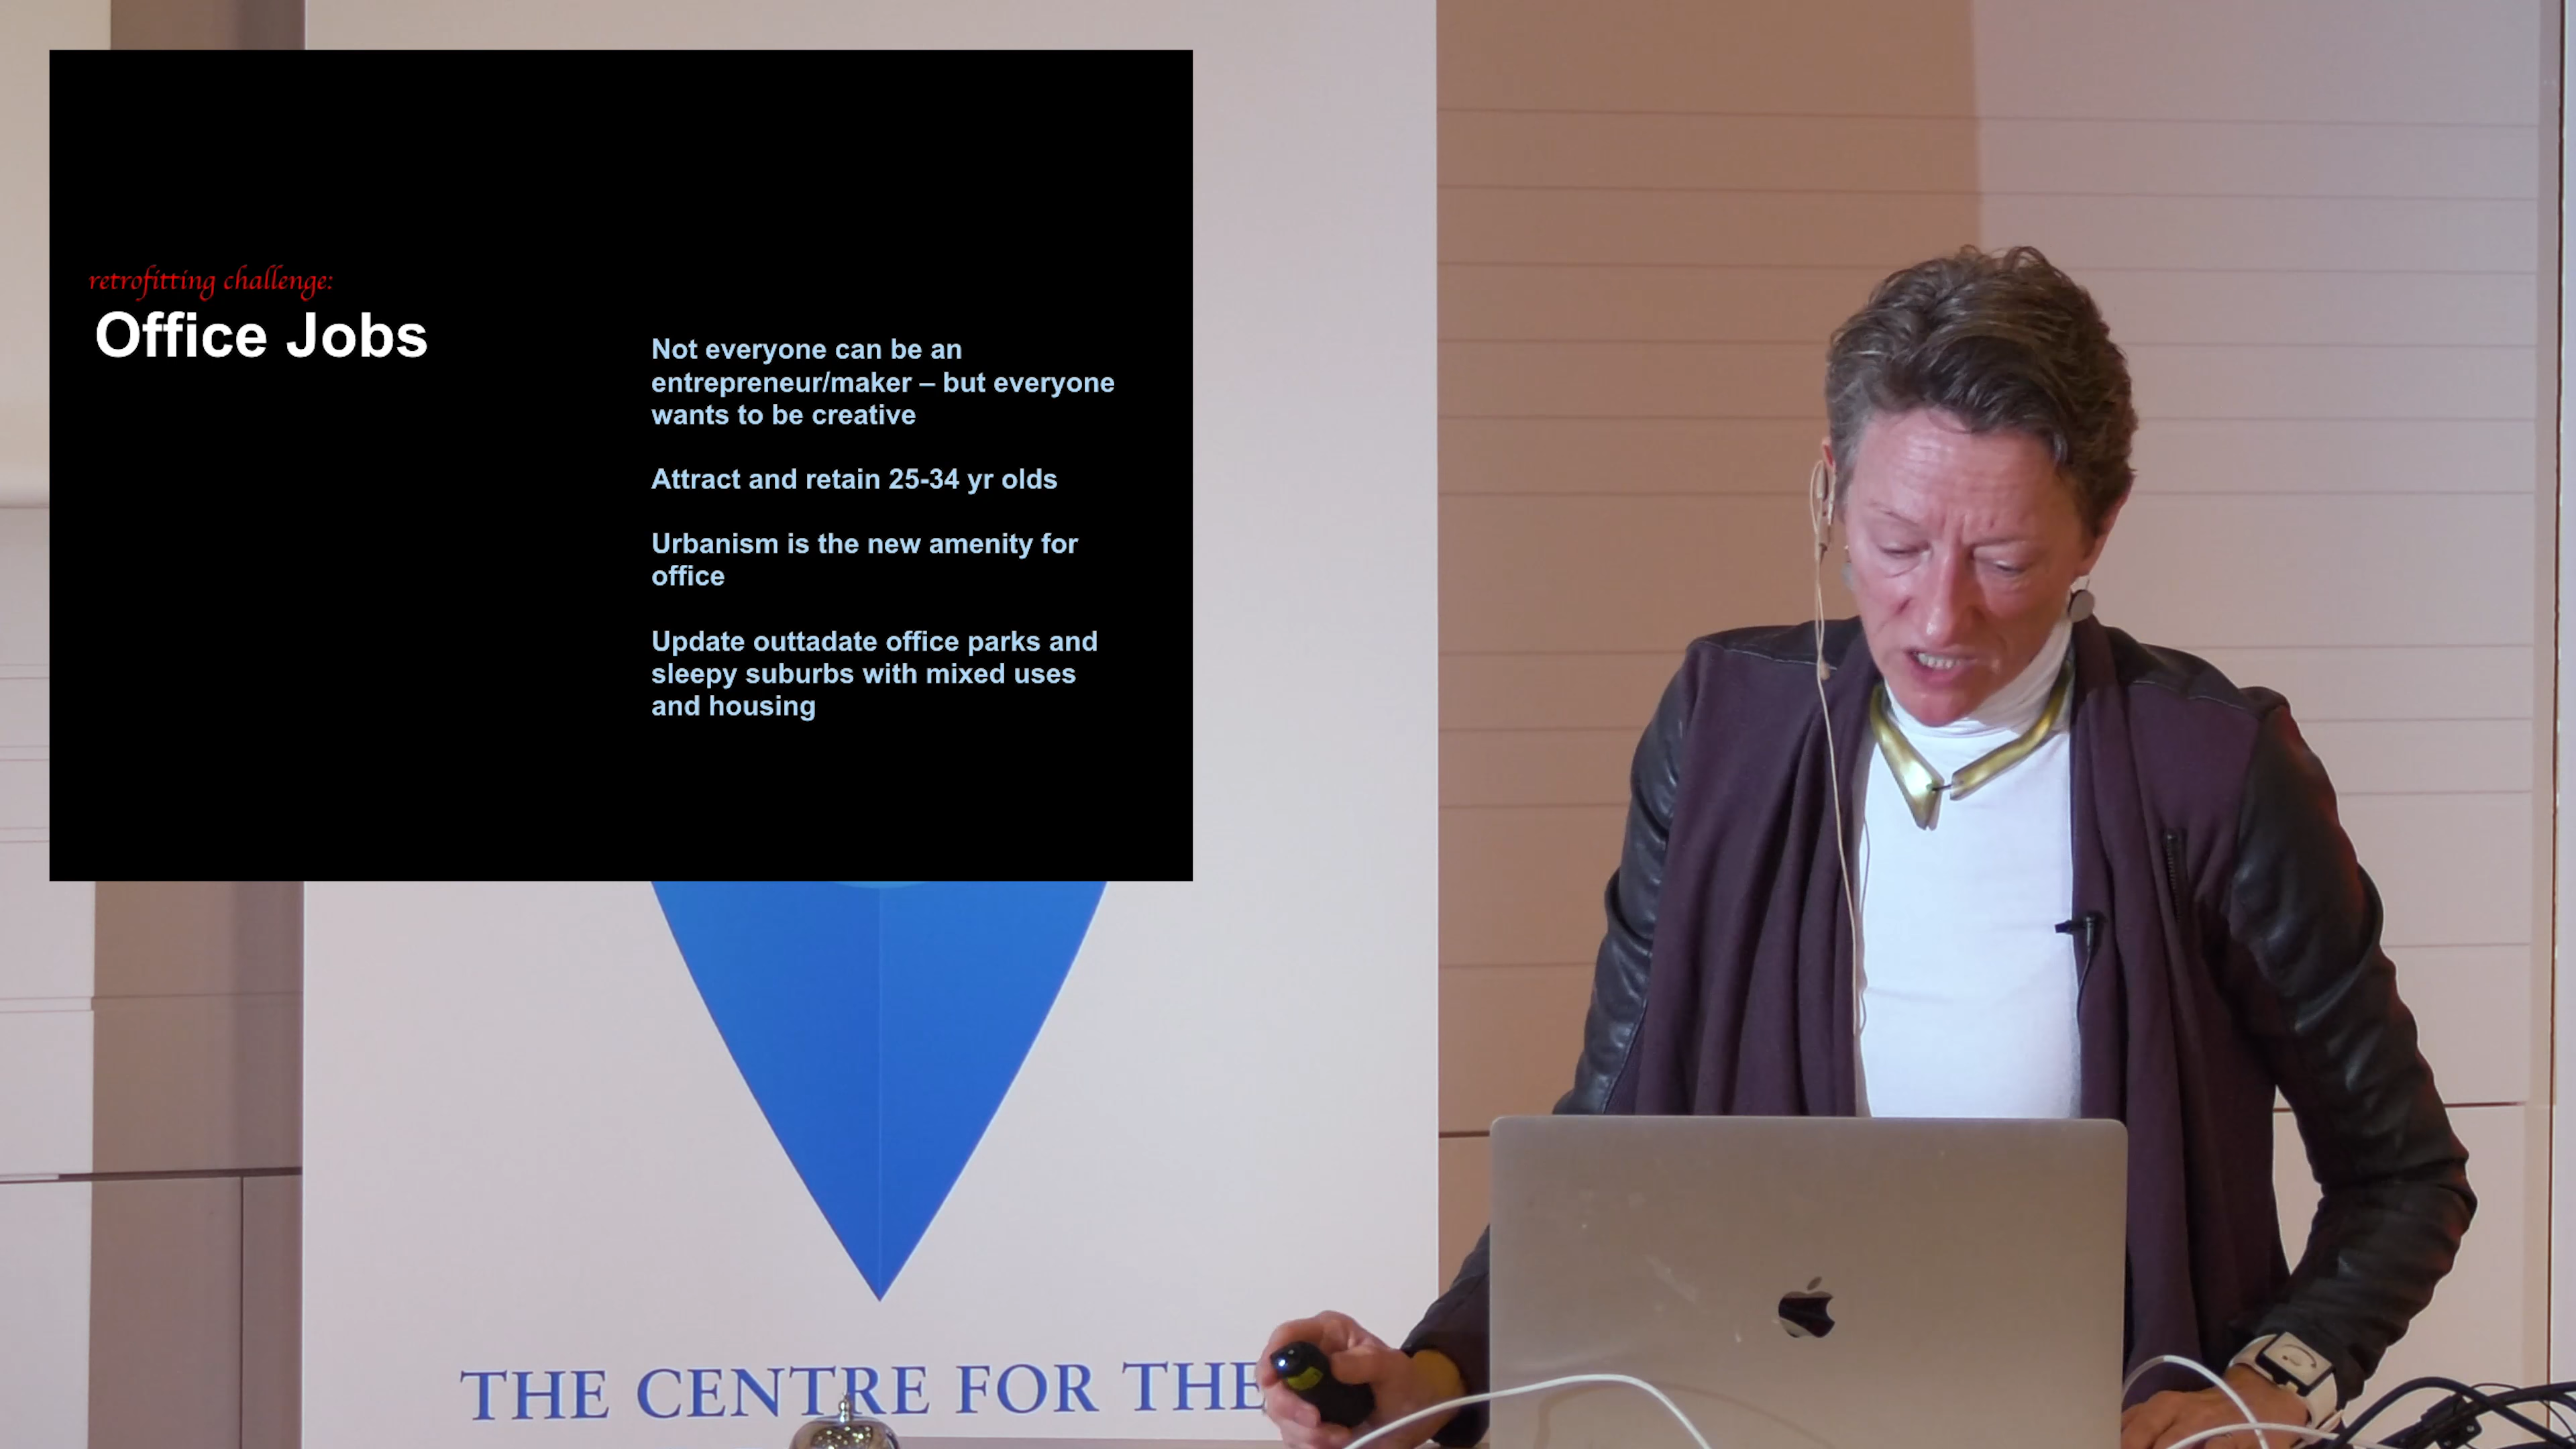 retrofitting challenge:
Office Jobs
Not everyone can be an
entrepreneur/maker – but everyone
wants to be creative
Attract and retain 25-34 yr olds
Urbanism is the new amenity for
office
Update outtadate office parks and
sleepy suburbs with mixed uses
and housing
THE CENTRE FOR THE